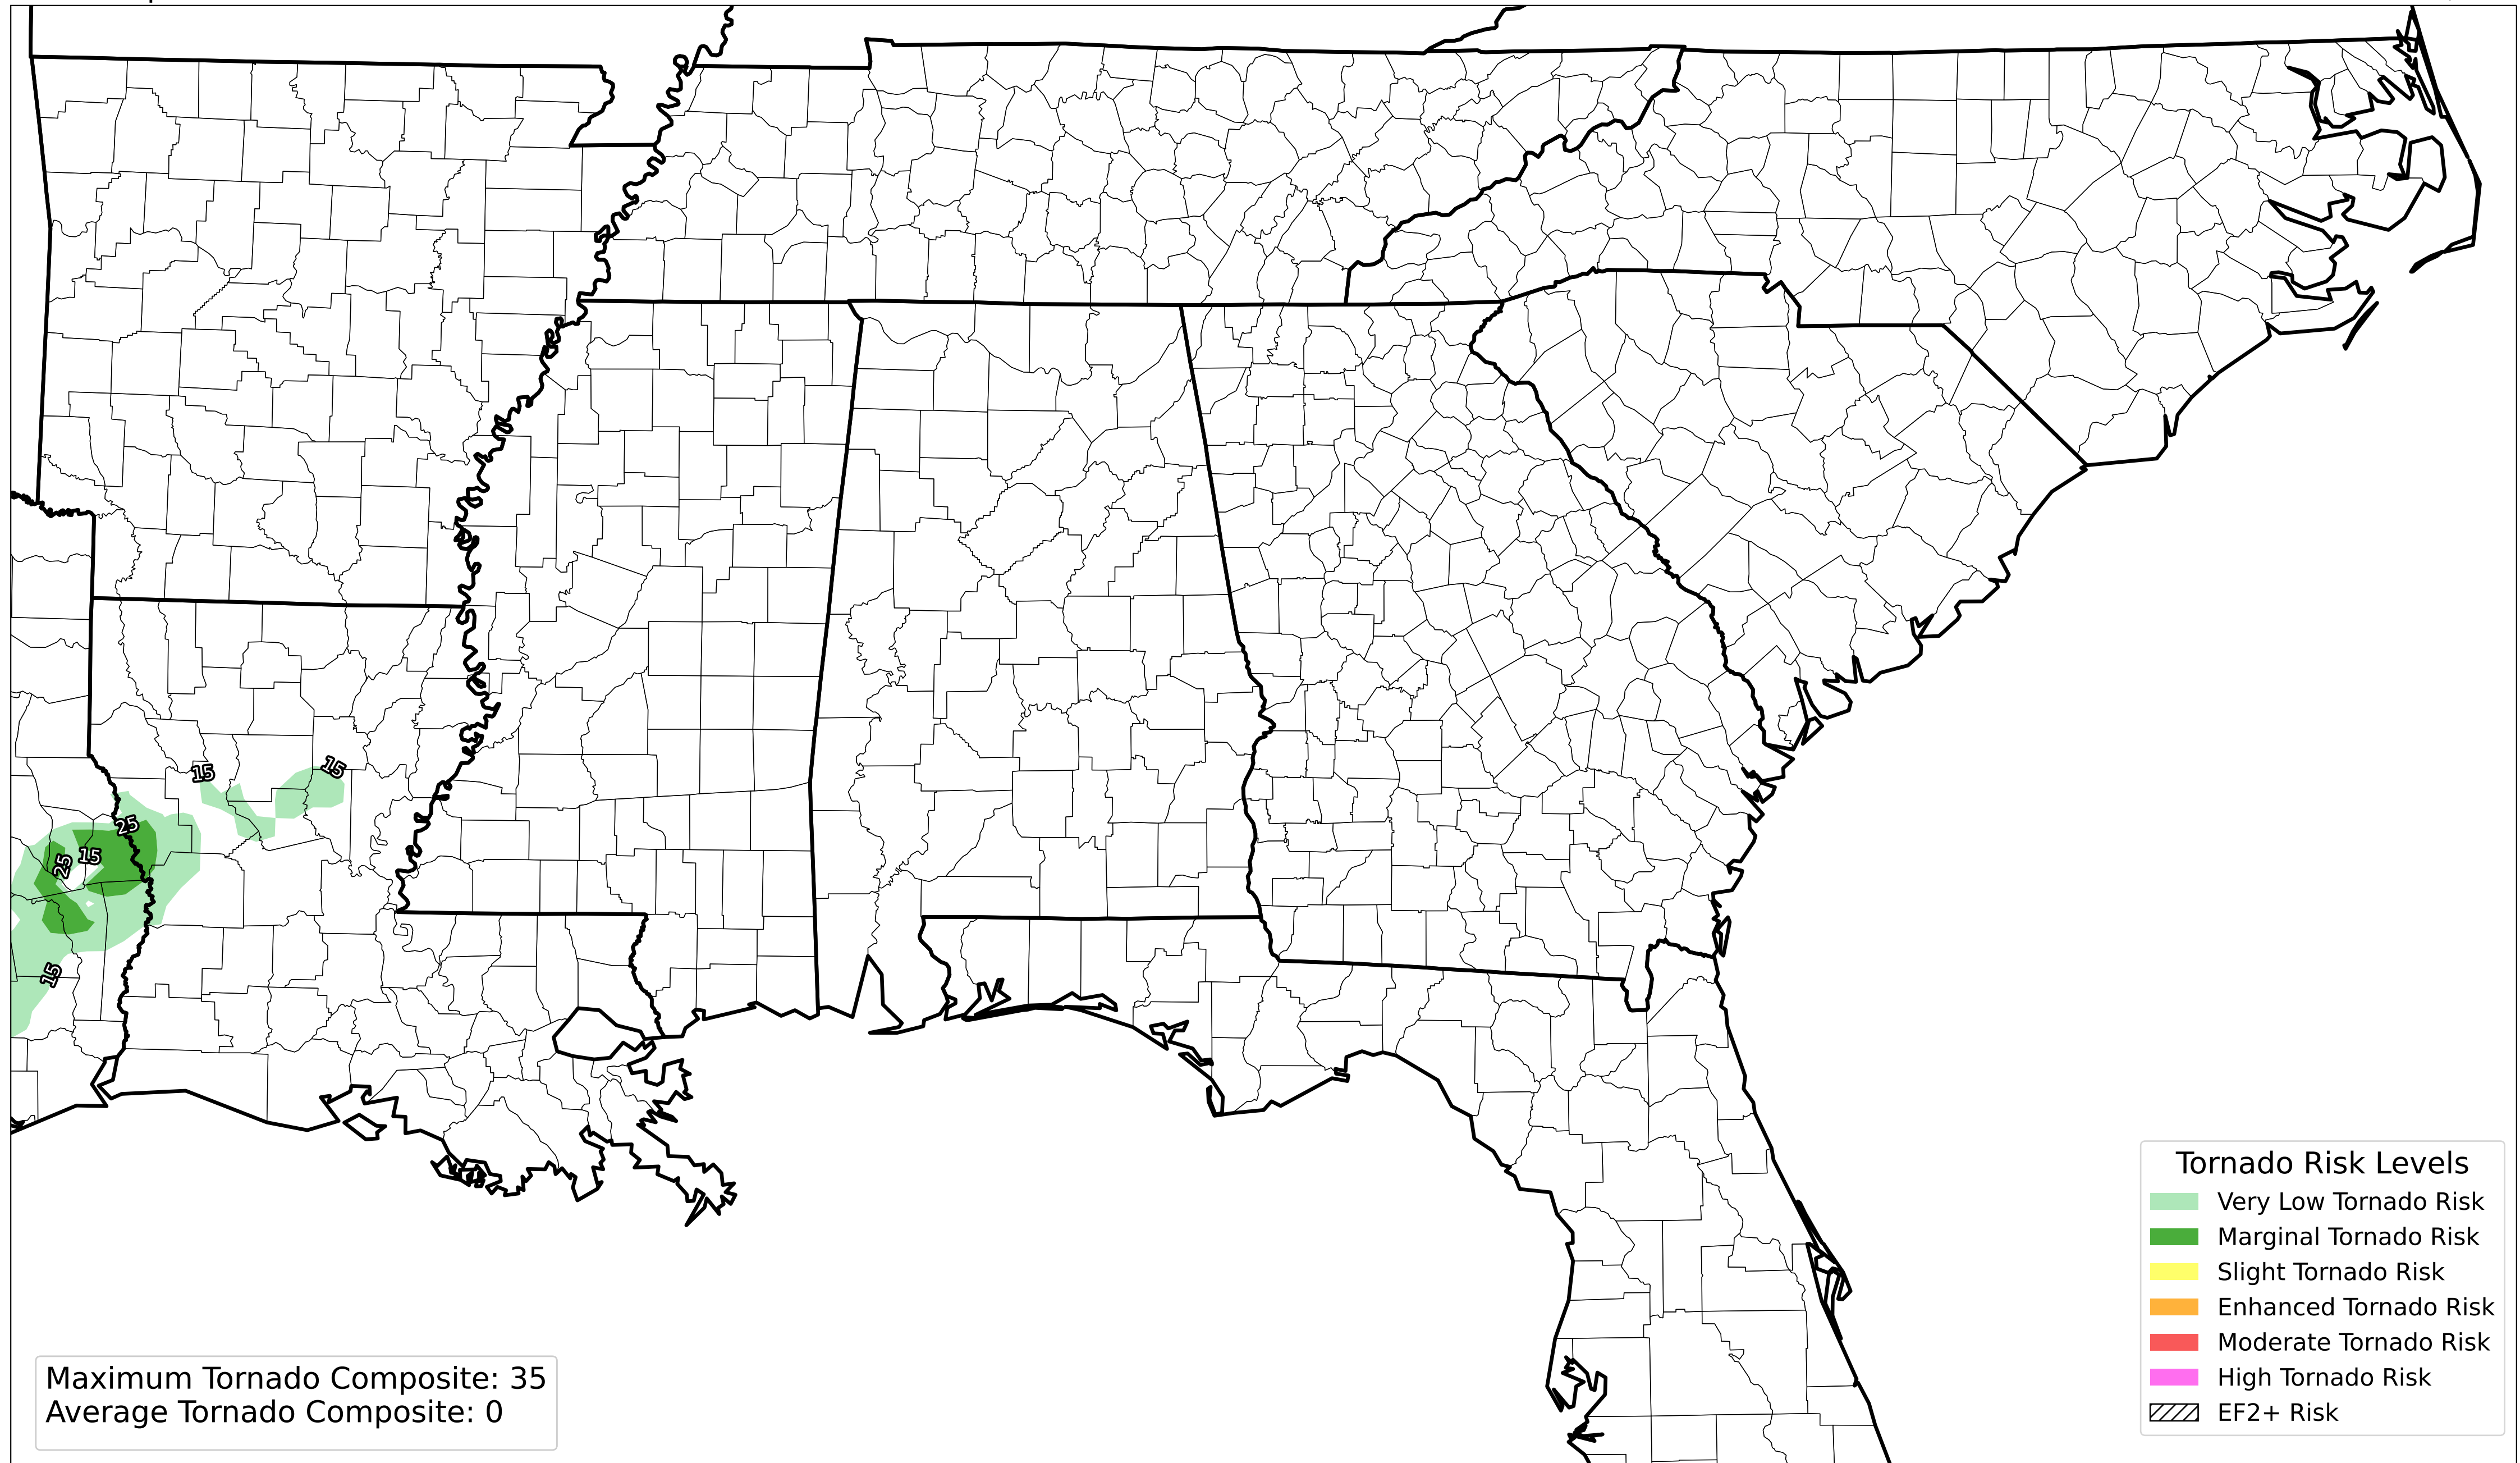 15
15
25
25
15
15
Tornado Risk Levels
Very Low Tornado Risk
Marginal Tornado Risk
Slight Tornado Risk
Enhanced Tornado Risk
Moderate Tornado Risk
High Tornado Risk
EF2+ Risk
Maximum Tornado Composite: 35
Average Tornado Composite: 0